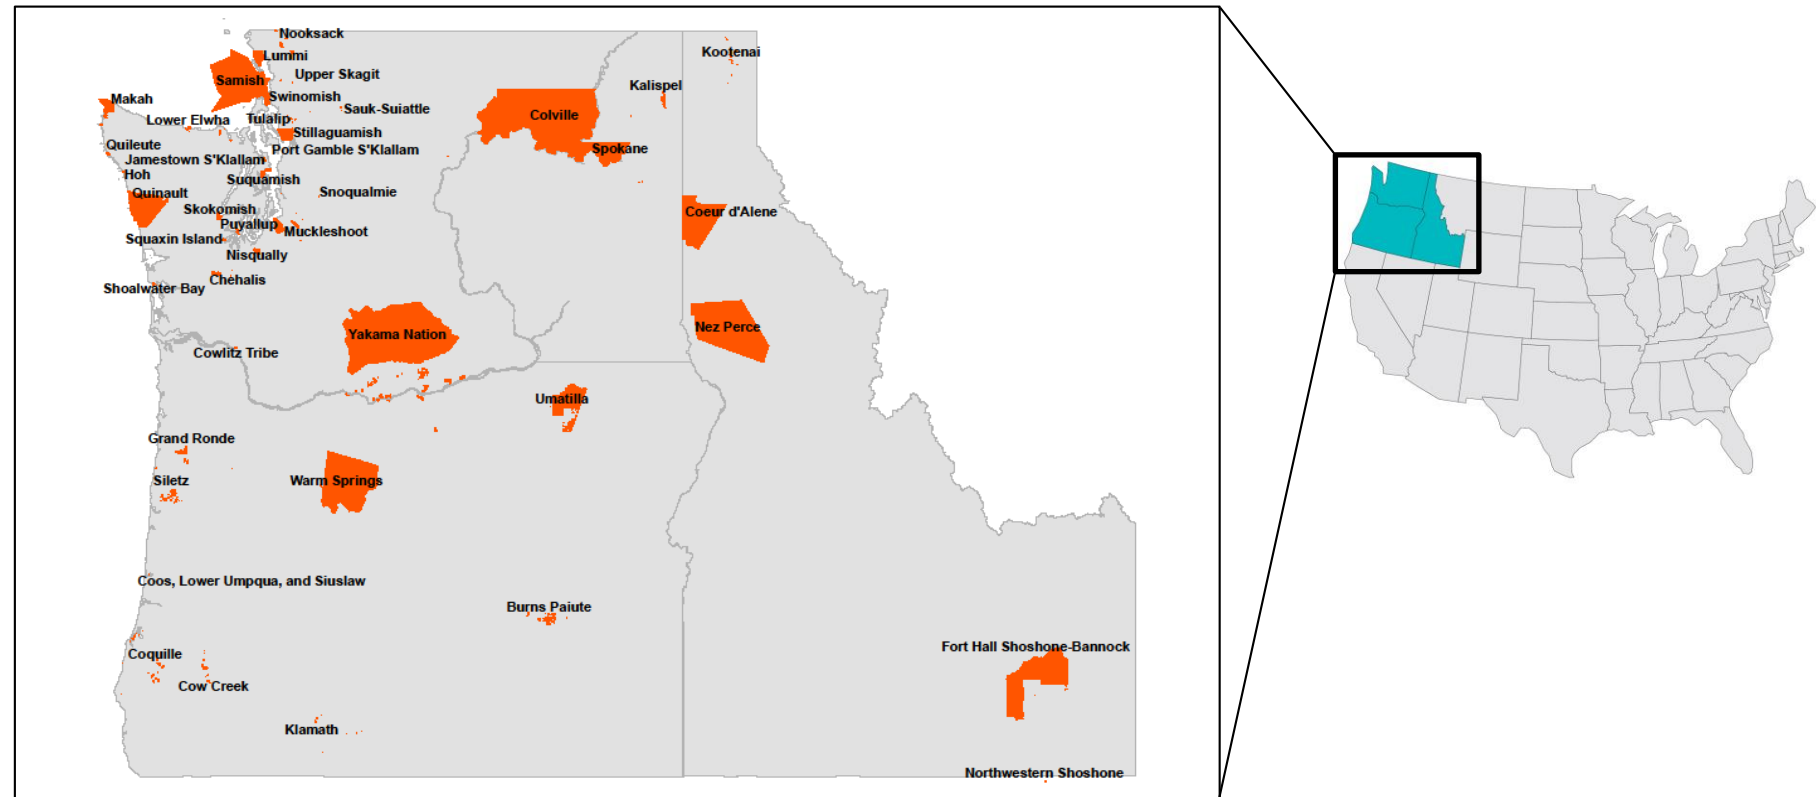 Nooksack
Lummi
Kootenai
Samish
Upper Skagit
Kalispel
Makah
Swinomish
Sauk-Suiattle
Lower Elwha
Tulalip
Colville
Stillaguamish
Quileute
Port Gamble S'Klallam
Spokane
Jamestown S'Klallam
Hoh
Suquamish
Quinault
Snoqualmie
Skokomish
Coeur d'Alene
Puyallup
Muckleshoot
Squaxin Island
Nisqually
Chehalis
Shoalwater Bay
Nez Perce
Yakama Nation
Cowlitz Tribe
Umatilla
Grand Ronde
Siletz
Warm Springs
Coos, Lower Umpqua, and Siuslaw
Burns Paiute
Fort Hall Shoshone-Bannock
Coquille
Cow Creek
Klamath
Northwestern Shoshone